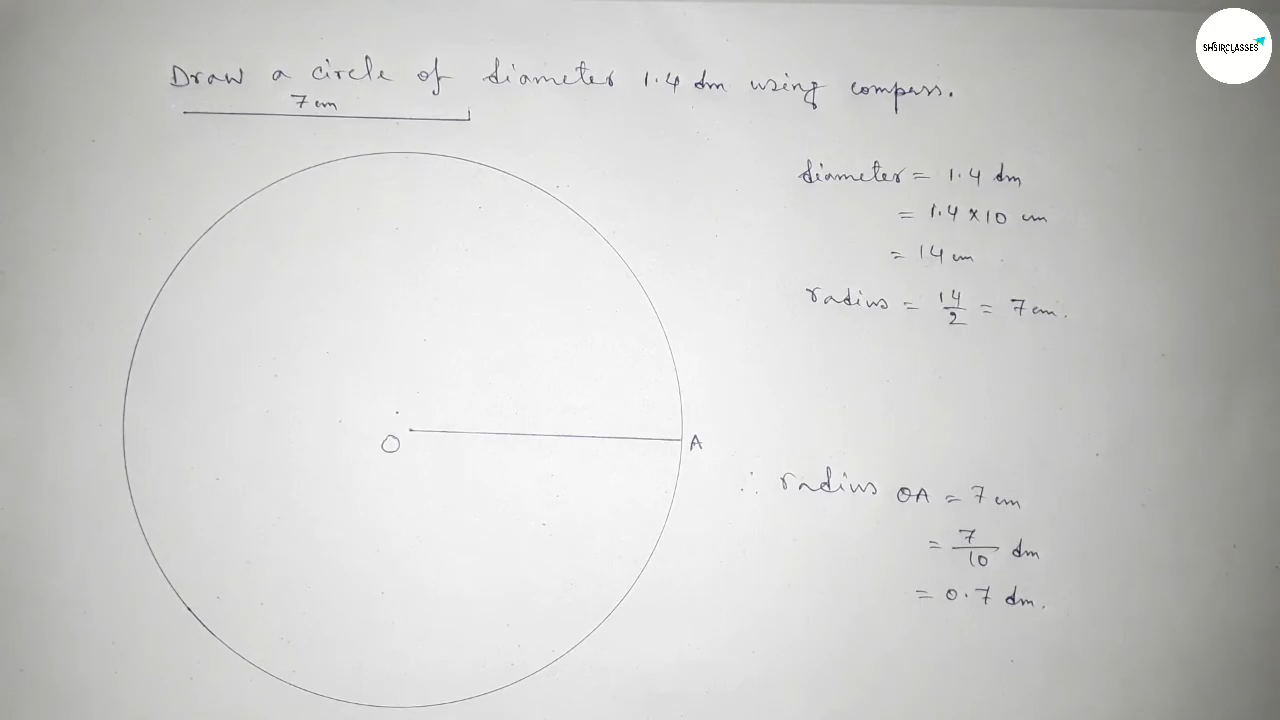 SHSIRCLASSES
Draw a circle of diameter 1.4 dm using compass.
7 cm
diameter = 1.4 dm
= 1.4 × 10 cm
= 14 cm
radius = 14/2 = 7 cm.
O
A
∴ radius OA = 7 cm
= 7/10 dm
= 0.7 dm.